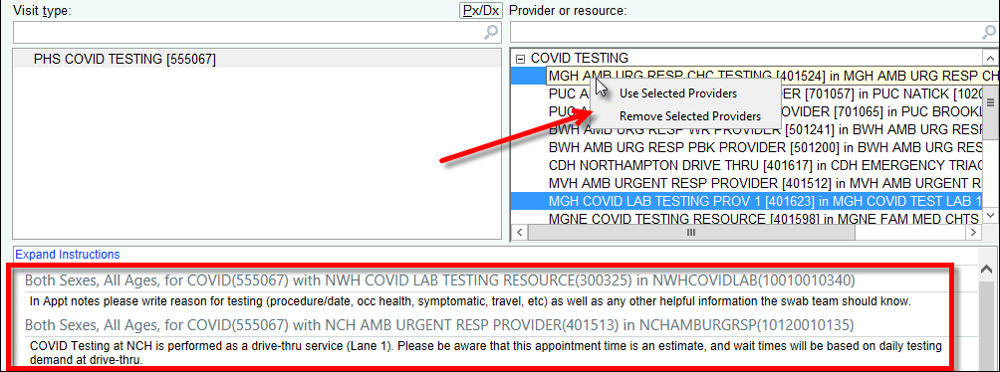 Visit type:
Px/Dx
PHS COVID TESTING [555067]
Provider or resource:
COVID TESTING
MGH AMB URG RESP CHC TESTING [401524] in MGH AMB URG RESP CH
PUC A PROVIDER [701057] in PUC NATICK [1020
PUC PROVIDER [701065] in PUC BROOKL
BWH AMB URG RESP WR PROVIDER [501241] in BWH AMB URG RES
BWH AMB URG RESP PBK PROVIDER [501200] in BWH AMB URG RE
CDH NORTHAMPTON DRIVE THRU [401617] in CDH EMERGENCY TRIAG
MVH AMB URGENT RESP PROVIDER [401512] in MVH AMB URGENT R
MGH COVID LAB TESTING PROV 1 [401623] in MGH COVID TEST LAB 1
MGNE COVID TESTING RESOURCE [401598] in MGNE FAM MED CHTS
Use Selected Providers
Remove Selected Providers
Expand Instructions
Both Sexes, All Ages, for COVID(555067) with NWH COVID LAB TESTING RESOURCE(300325) in NWHCOVIDLAB(10010010340)
In Appt notes please write reason for testing (procedure/date, occ health, symptomatic, travel, etc) as well as any other helpful information the swab team should know.
Both Sexes, All Ages, for COVID(555067) with NCH AMB URGENT RESP PROVIDER(401513) in NCHAMBURGRSP(10120010135)
COVID Testing at NCH is performed as a drive-thru service (Lane 1). Please be aware that this appointment time is an estimate, and wait times will be based on daily testing
demand at drive-thru.